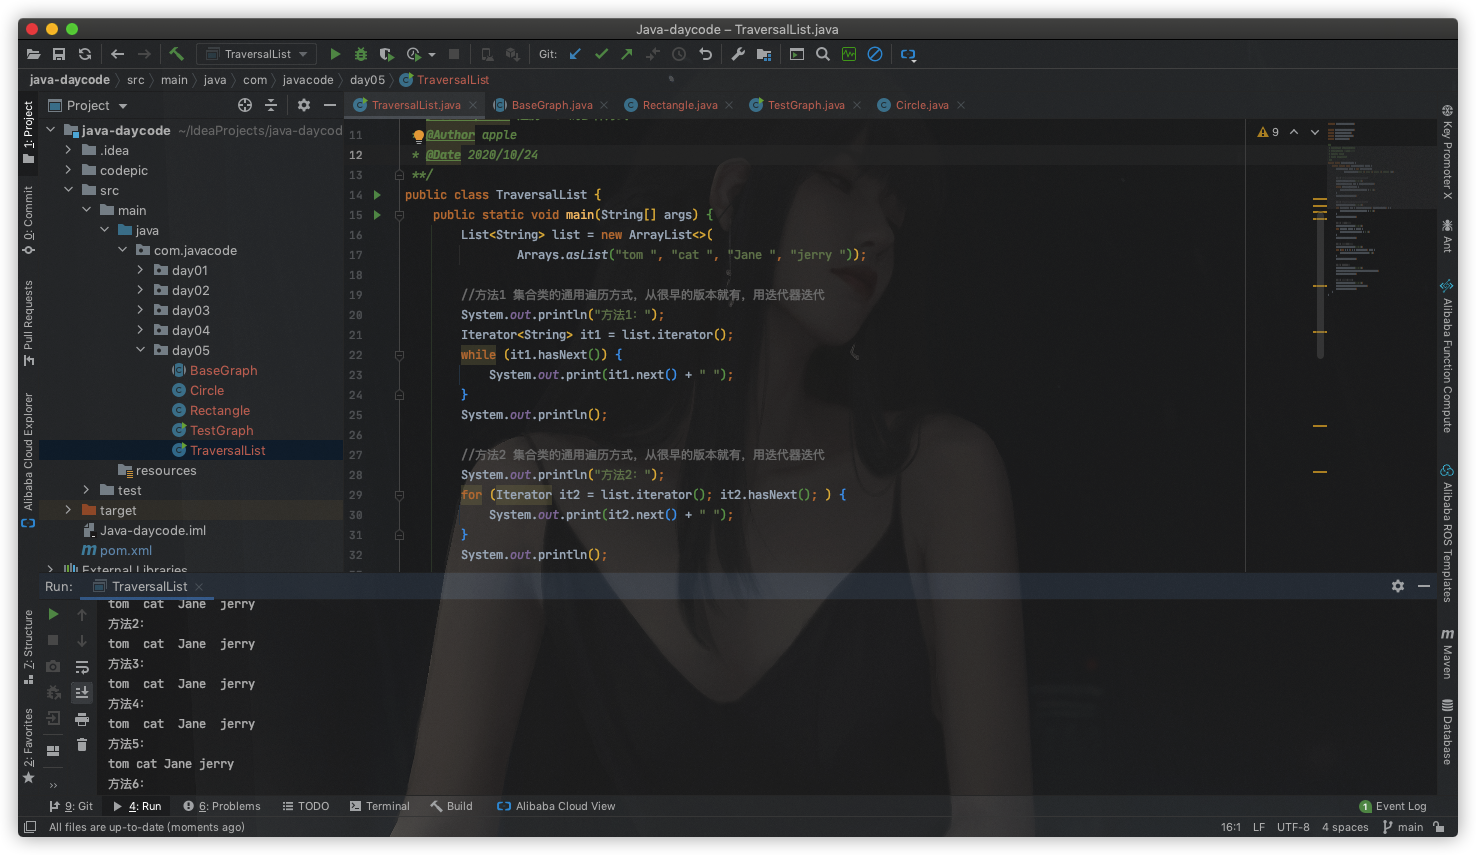 Java-daycode – TraversalList.java
TraversalList
Git:
java-daycode
src
main
java
com
javacode
day05
TraversalList
Project
TraversalList.java
BaseGraph.java
Rectangle.java
TestGraph.java
Circle.java
java-daycode ~/IdeaProjects/java-daycod
.idea
codepic
src
main
java
com.javacode
day01
day02
day03
day04
day05
BaseGraph
Circle
Rectangle
TestGraph
TraversalList
resources
test
target
Java-daycode.iml
pom.xml
External Libraries
1: Project
0: Commit
Pull Requests
Alibaba Cloud Explorer
7: Structure
2: Favorites
11 @Author apple
12 * @Date 2020/10/24
13 **/
14 public class TraversalList {
15 public static void main(String[] args) {
16 List<String> list = new ArrayList<>(
17 Arrays.asList("tom ", "cat ", "Jane ", "jerry "));
18
19 //方法1 集合类的通用遍历方式，从很早的版本就有，用迭代器迭代
20 System.out.println("方法1: ");
21 Iterator<String> it1 = list.iterator();
22 while (it1.hasNext()) {
23 System.out.print(it1.next() + " ");
24 }
25 System.out.println();
26
27 //方法2 集合类的通用遍历方式，从很早的版本就有，用迭代器迭代
28 System.out.println("方法2: ");
29 for (Iterator it2 = list.iterator(); it2.hasNext(); ) {
30 System.out.print(it2.next() + " ");
31 }
32 System.out.println();
9
Key Promoter X
Ant
Alibaba Function Compute
Alibaba ROS Templates
Maven
Database
Run: TraversalList
tom cat Jane jerry
方法2:
tom cat Jane jerry
方法3:
tom cat Jane jerry
方法4:
tom cat Jane jerry
方法5:
tom cat Jane jerry
方法6:
9: Git
4: Run
6: Problems
TODO
Terminal
Build
Alibaba Cloud View
1 Event Log
All files are up-to-date (moments ago)
16:1 LF UTF-8 4 spaces main